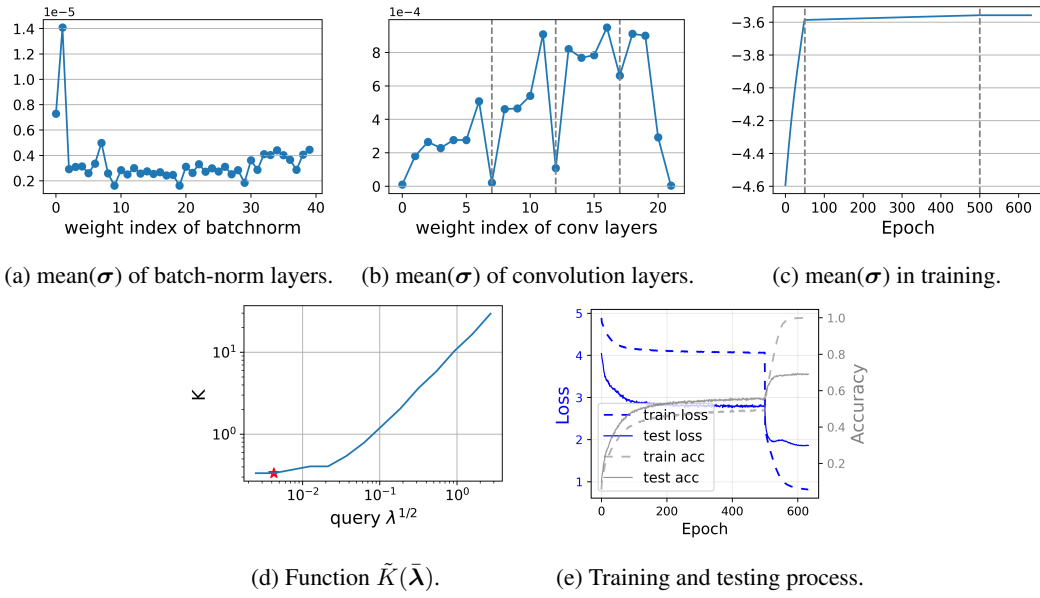 1e−5
1.4
1.2
1.0
0.8
0.6
0.4
0.2
0 10 20 30 40
weight index of batchnorm
1e−4
8
6
4
2
0
0 5 10 15 20
weight index of conv layers
−3.6
−3.8
−4.0
−4.2
−4.4
−4.6
0 100 200 300 400 500 600
Epoch
(a) mean(σ) of batch-norm layers.
(b) mean(σ) of convolution layers.
(c) mean(σ) in training.
K
10¹
10⁰
10⁻² 10⁻¹ 10⁰
query λ^{1/2}
Loss
5
4
3
2
1
train loss
test loss
train acc
test acc
1.0
0.8
0.6
0.4
0.2
Accuracy
0 200 400 600
Epoch
(d) Function K̃(λ̄).
(e) Training and testing process.